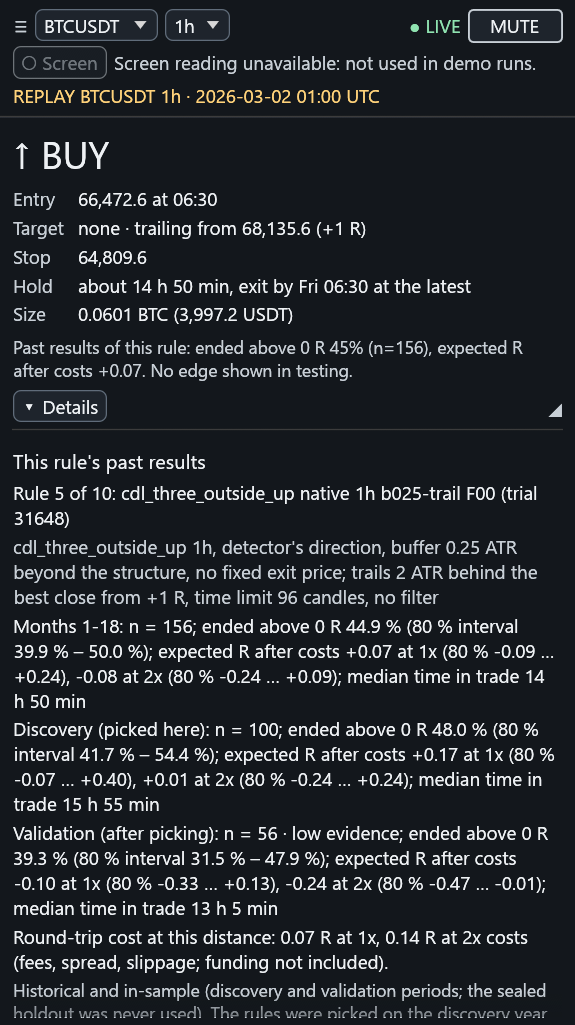 ☰ BTCUSDT ▼ 1h ▼ ● LIVE MUTE
○ Screen Screen reading unavailable: not used in demo runs.
REPLAY BTCUSDT 1h · 2026-03-02 01:00 UTC
↑ BUY
Entry 66,472.6 at 06:30
Target none · trailing from 68,135.6 (+1 R)
Stop 64,809.6
Hold about 14 h 50 min, exit by Fri 06:30 at the latest
Size 0.0601 BTC (3,997.2 USDT)
Past results of this rule: ended above 0 R 45% (n=156), expected R
after costs +0.07. No edge shown in testing.
▼ Details
This rule's past results
Rule 5 of 10: cdl_three_outside_up native 1h b025-trail F00 (trial
31648)
cdl_three_outside_up 1h, detector's direction, buffer 0.25 ATR
beyond the structure, no fixed exit price; trails 2 ATR behind the
best close from +1 R, time limit 96 candles, no filter
Months 1-18: n = 156; ended above 0 R 44.9 % (80 % interval
39.9 % – 50.0 %); expected R after costs +0.07 at 1x (80 % -0.09 …
+0.24), -0.08 at 2x (80 % -0.24 … +0.09); median time in trade 14
h 50 min
Discovery (picked here): n = 100; ended above 0 R 48.0 % (80 %
interval 41.7 % – 54.4 %); expected R after costs +0.17 at 1x (80 %
-0.07 … +0.40), +0.01 at 2x (80 % -0.24 … +0.24); median time in
trade 15 h 55 min
Validation (after picking): n = 56 · low evidence; ended above 0 R
39.3 % (80 % interval 31.5 % – 47.9 %); expected R after costs
-0.10 at 1x (80 % -0.33 … +0.13), -0.24 at 2x (80 % -0.47 … -0.01);
median time in trade 13 h 5 min
Round-trip cost at this distance: 0.07 R at 1x, 0.14 R at 2x costs
(fees, spread, slippage; funding not included).
Historical and in-sample (discovery and validation periods; the sealed
holdout was never used). The rules were picked on the discovery year